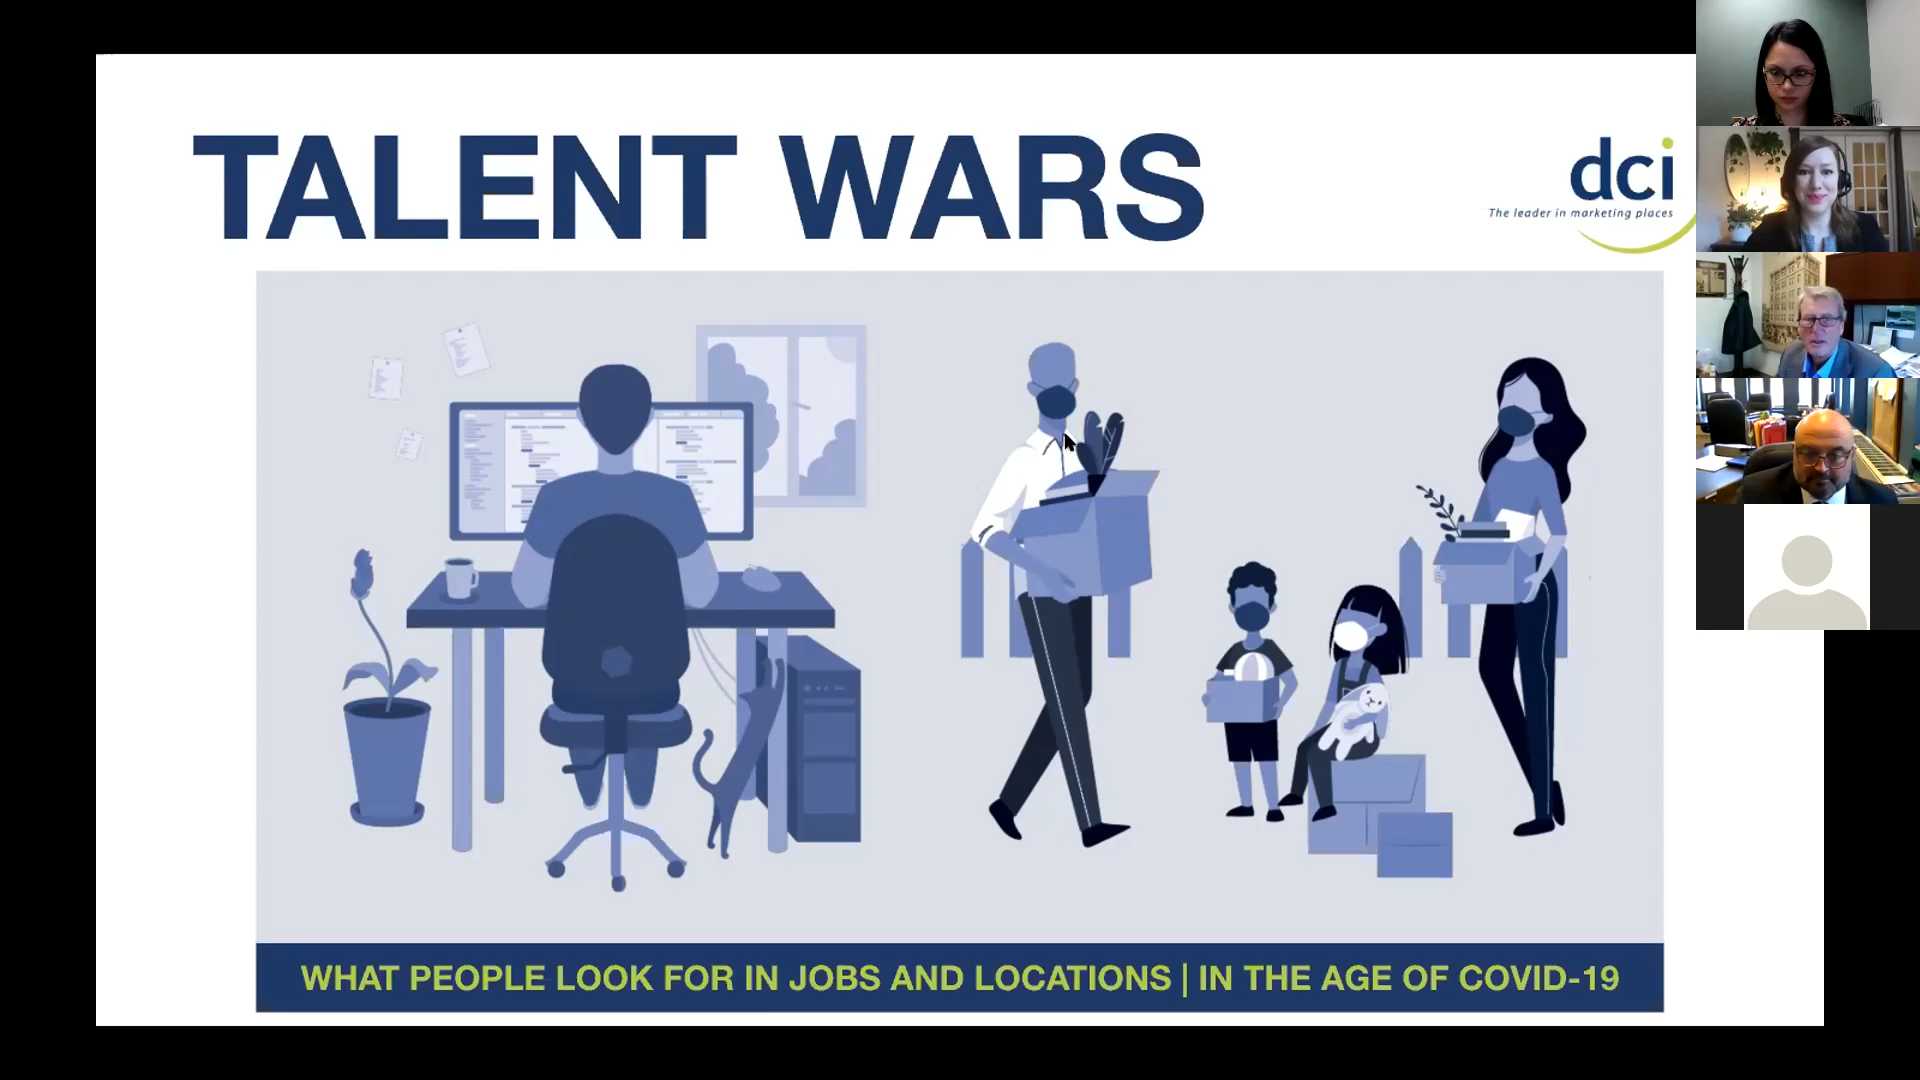 TALENT WARS
dci
The leader in marketing places
WHAT PEOPLE LOOK FOR IN JOBS AND LOCATIONS | IN THE AGE OF COVID-19